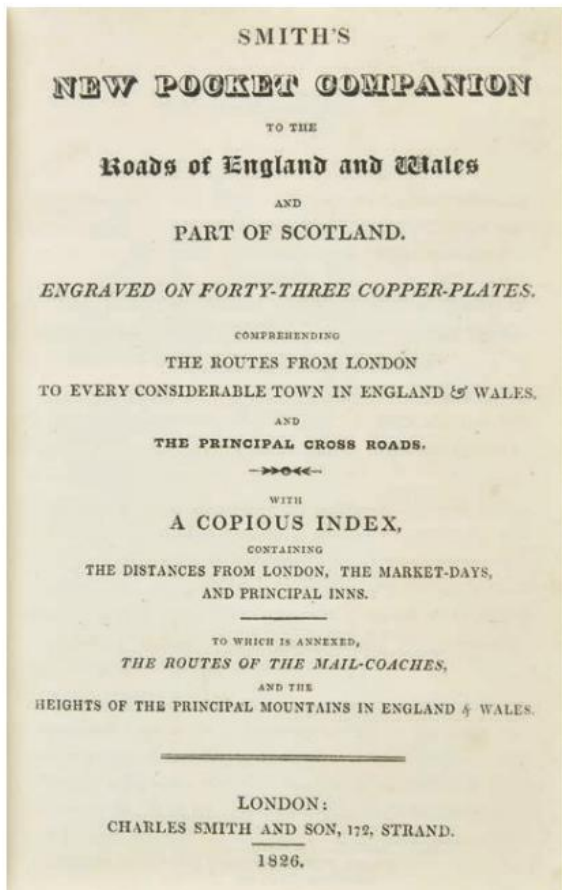 SMITH'S
NEW POCKET COMPANION
TO THE
Roads of England and Wales
AND
PART OF SCOTLAND.
ENGRAVED ON FORTY-THREE COPPER-PLATES.
COMPREHENDING
THE ROUTES FROM LONDON
TO EVERY CONSIDERABLE TOWN IN ENGLAND & WALES,
AND
THE PRINCIPAL CROSS ROADS.
WITH
A COPIOUS INDEX,
CONTAINING
THE DISTANCES FROM LONDON, THE MARKET-DAYS,
AND PRINCIPAL INNS.
TO WHICH IS ANNEXED,
THE ROUTES OF THE MAIL-COACHES,
AND THE
HEIGHTS OF THE PRINCIPAL MOUNTAINS IN ENGLAND & WALES.
LONDON:
CHARLES SMITH AND SON, 172, STRAND.
1826.